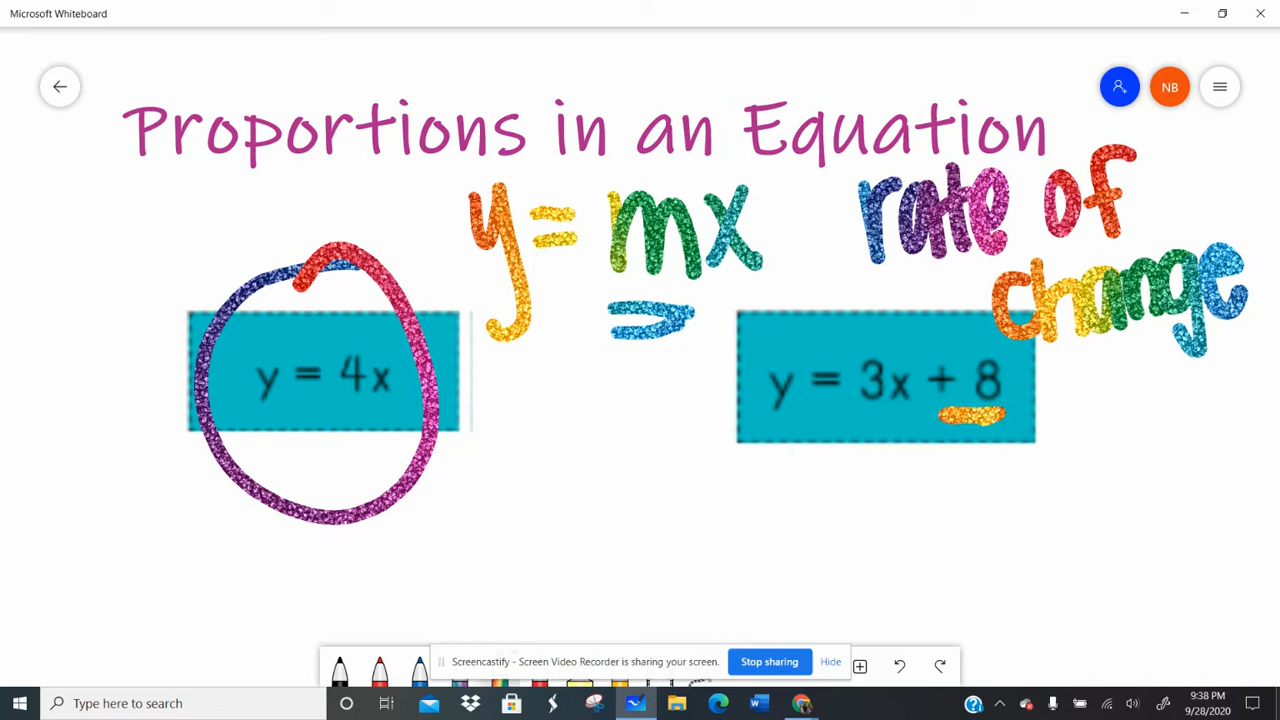 Microsoft Whiteboard
NB
Proportions in an Equation
y = mx
rate of
change
y = 4x
y = 3x + 8
Screencastify - Screen Video Recorder is sharing your screen.
Stop sharing
Hide
Type here to search
9:38 PM
9/28/2020